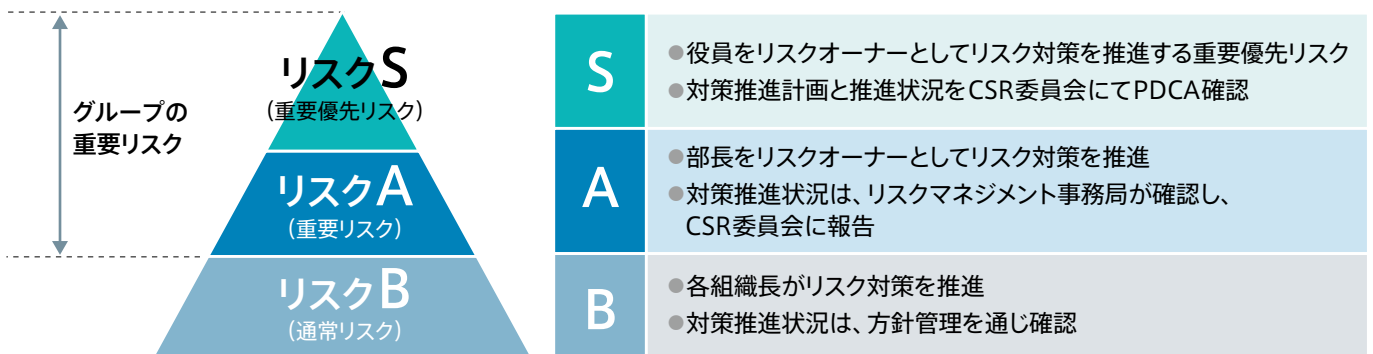 グループの
重要リスク
リスクS
(重要優先リスク)
リスクA
(重要リスク)
リスクB
(通常リスク)
S
●役員をリスクオーナーとしてリスク対策を推進する重要優先リスク
●対策推進計画と推進状況をCSR委員会にてPDCA確認
A
●部長をリスクオーナーとしてリスク対策を推進
●対策推進状況は、リスクマネジメント事務局が確認し、
CSR委員会に報告
B
●各組織長がリスク対策を推進
●対策推進状況は、方針管理を通じ確認